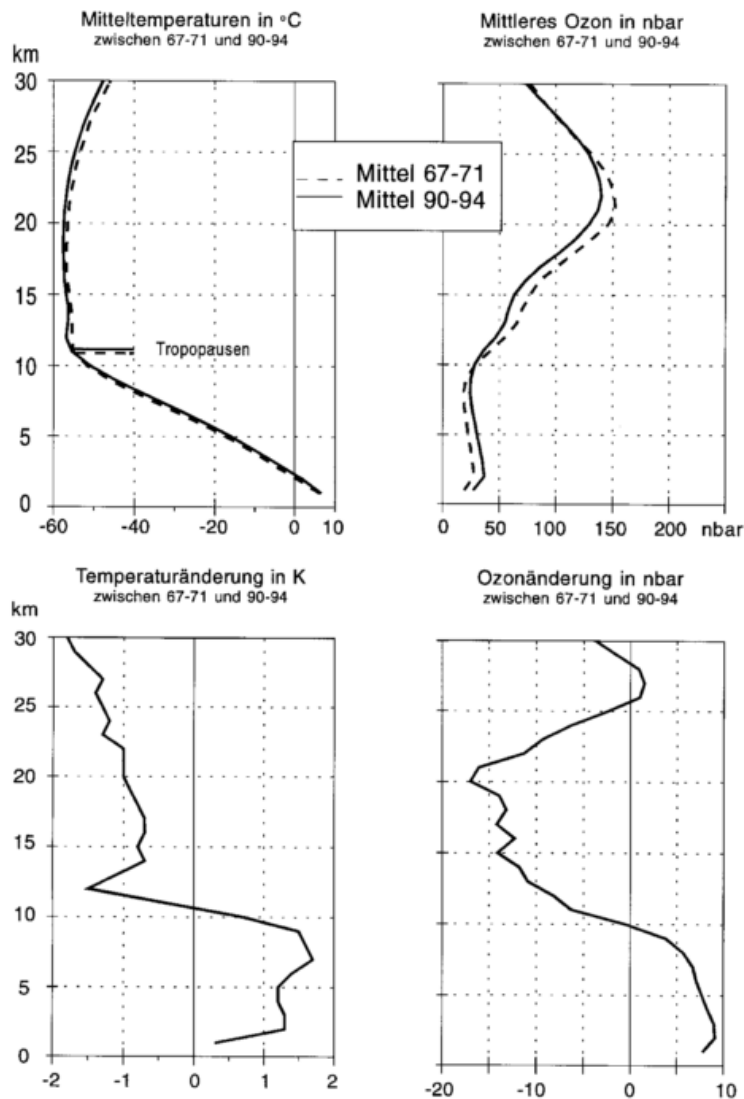 Mitteltemperaturen in °C
zwischen 67-71 und 90-94
km
30
25
20
15
10
5
0
-60 -40 -20 0 10
Tropopausen
Mittleres Ozon in nbar
zwischen 67-71 und 90-94
Mittel 67-71
Mittel 90-94
0 50 100 150 200 nbar
Temperaturänderung in K
zwischen 67-71 und 90-94
km
30
25
20
15
10
5
0
-2 -1 0 1 2
Ozonänderung in nbar
zwischen 67-71 und 90-94
-20 -10 0 10